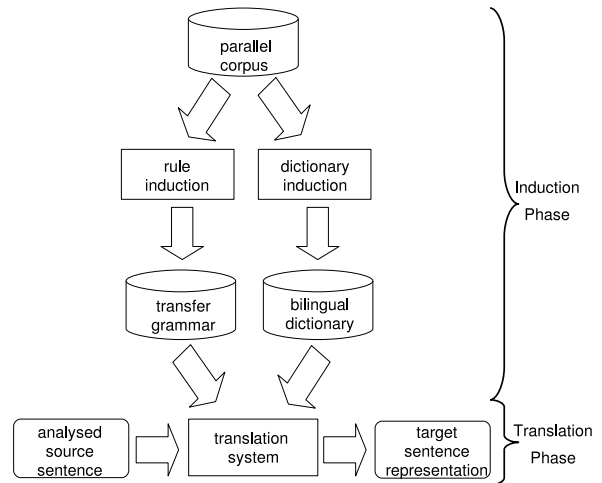 parallel
corpus
rule
induction
dictionary
induction
Induction
Phase
transfer
grammar
bilingual
dictionary
analysed
source
sentence
translation
system
target
sentence
representation
Translation
Phase